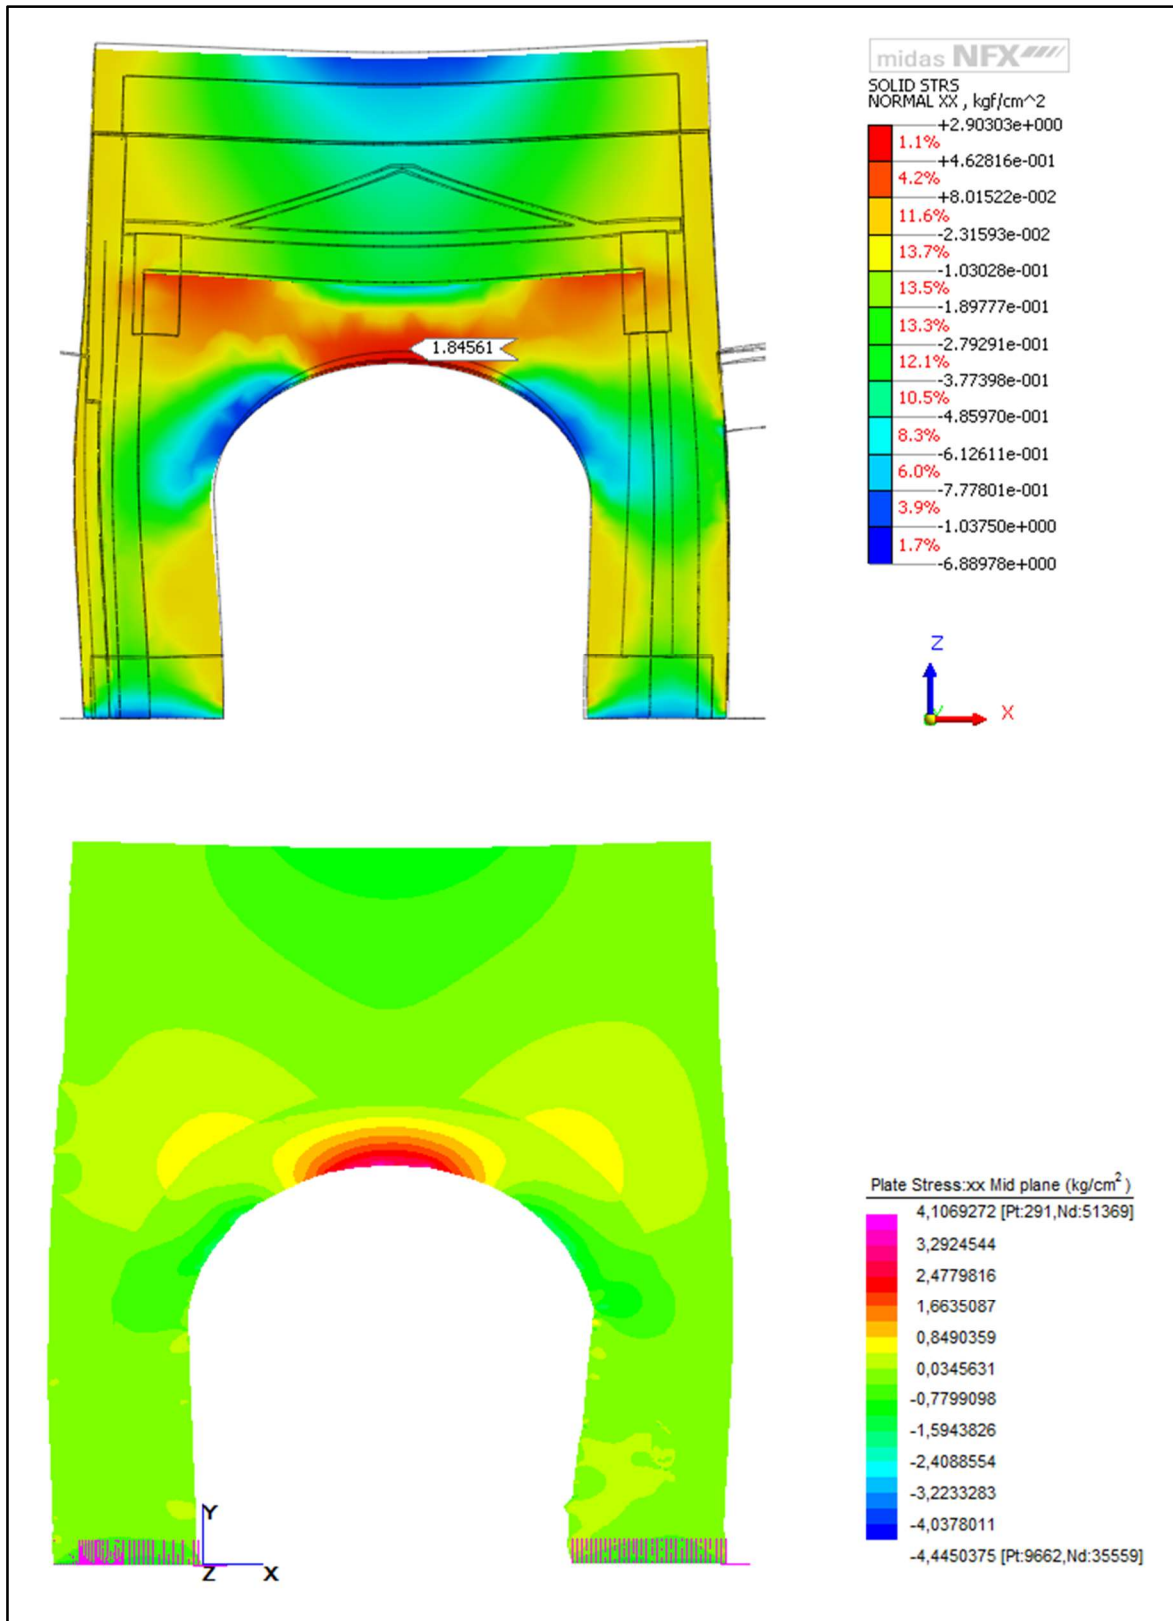 midas NFX
SOLID STRS
NORMAL XX , kgf/cm^2
+2.90303e+000
1.1%
+4.62816e-001
4.2%
+8.01522e-002
11.6%
-2.31593e-002
13.7%
-1.03028e-001
13.5%
-1.89777e-001
13.3%
-2.79291e-001
12.1%
-3.77398e-001
10.5%
-4.85970e-001
8.3%
-6.12611e-001
6.0%
-7.77801e-001
3.9%
-1.03750e+000
1.7%
-6.88978e+000
1.84561
Z
X
Plate Stress:xx Mid plane (kg/cm²)
4,1069272 [Pt:291,Nd:51369]
3,2924544
2,4779816
1,6635087
0,8490359
0,0345631
-0,7799098
-1,5943826
-2,4088554
-3,2233283
-4,0378011
-4,4450375 [Pt:9662,Nd:35559]
Y
Z X